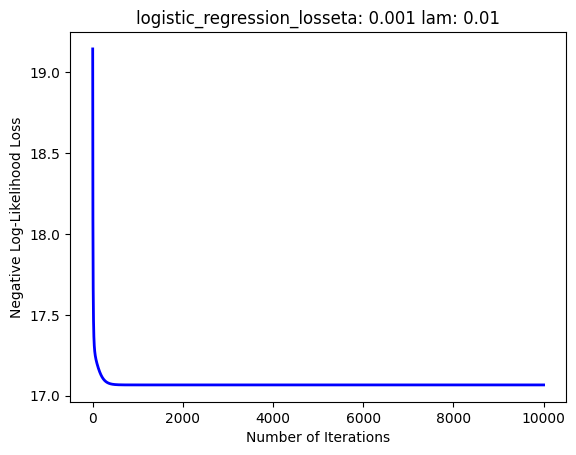 logistic_regression_losseta: 0.001 lam: 0.01
19.0
18.5
18.0
17.5
17.0
Negative Log-Likelihood Loss
0 2000 4000 6000 8000 10000
Number of Iterations